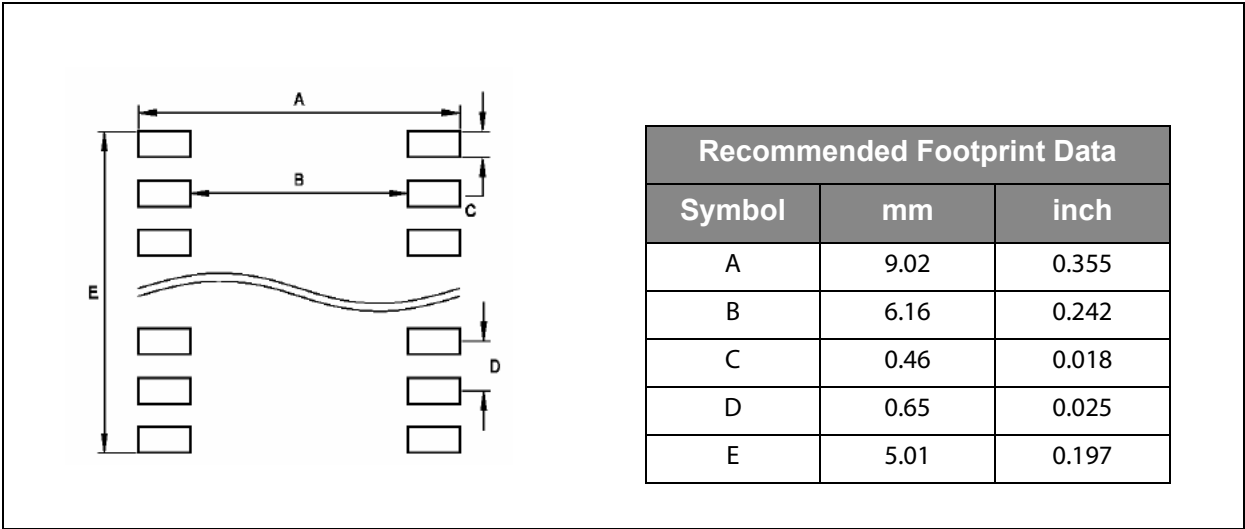 A
B
C
E
D
Recommended Footprint Data
Symbol mm inch
A 9.02 0.355
B 6.16 0.242
C 0.46 0.018
D 0.65 0.025
E 5.01 0.197